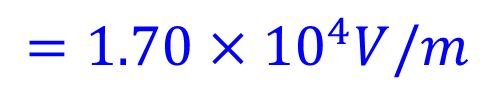 = 1.70 × 10⁴V/m